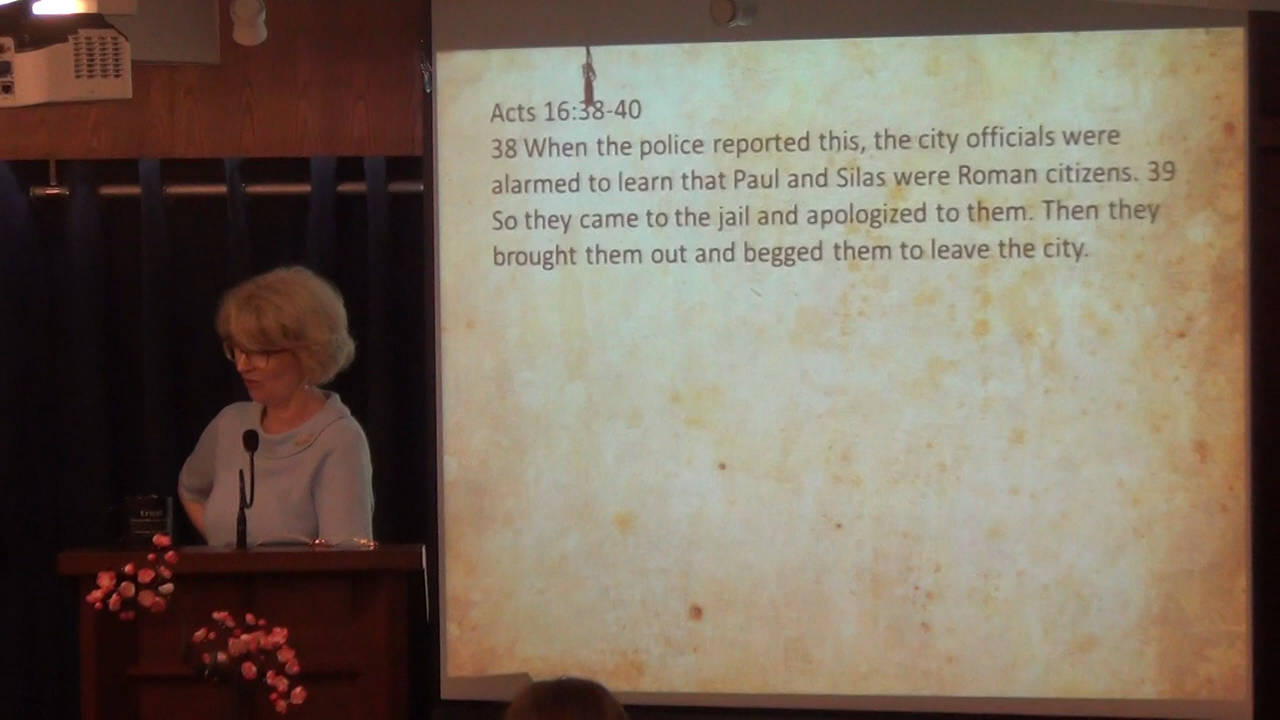 Acts 16:38-40
38 When the police reported this, the city officials were
alarmed to learn that Paul and Silas were Roman citizens. 39
So they came to the jail and apologized to them. Then they
brought them out and begged them to leave the city.